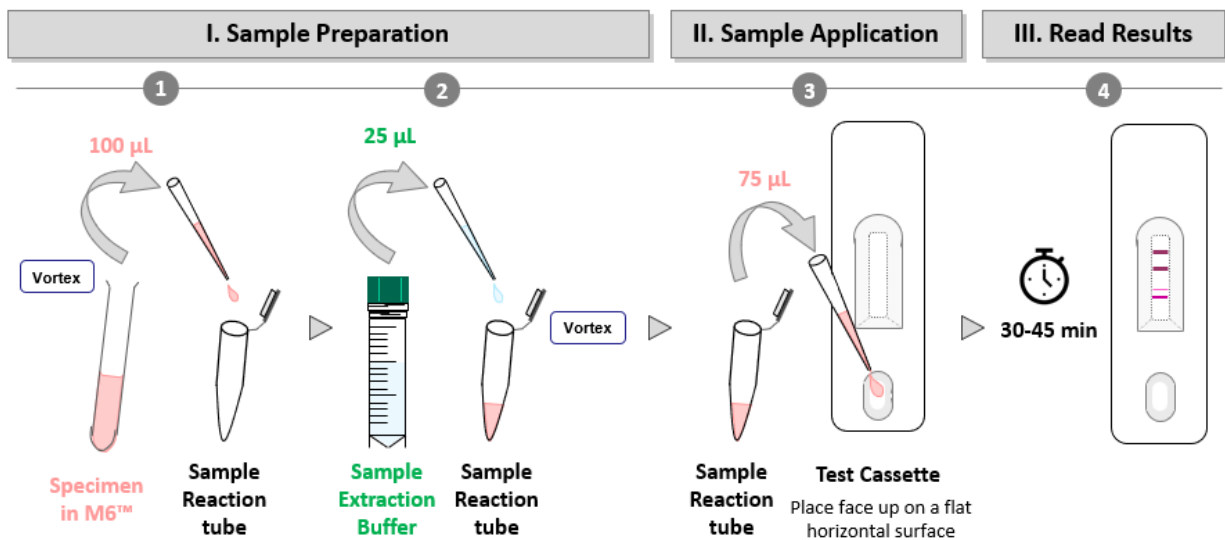 I. Sample Preparation
II. Sample Application
III. Read Results
1
2
3
4
100 µL
Vortex
Specimen
in M6™
Sample
Reaction
tube
25 µL
Vortex
Sample
Extraction
Buffer
Sample
Reaction
tube
75 µL
Sample
Reaction
tube
Test Cassette
Place face up on a flat
horizontal surface
30-45 min